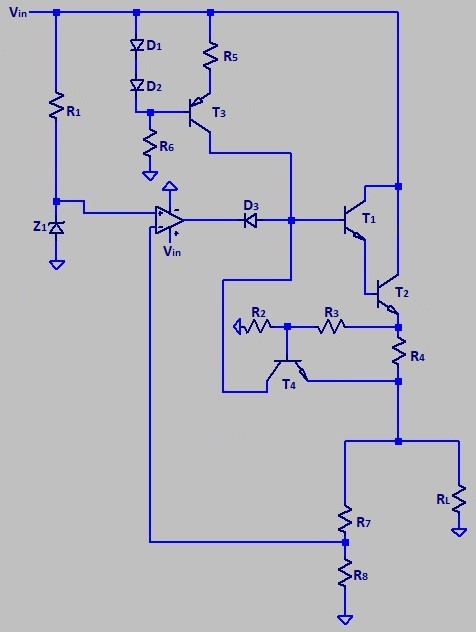 Vin
D1
R5
D2
R1
T3
R6
D3
Z1
+
-
T1
-
+
Vin
T2
R2
R3
R4
T4
RL
R7
R8